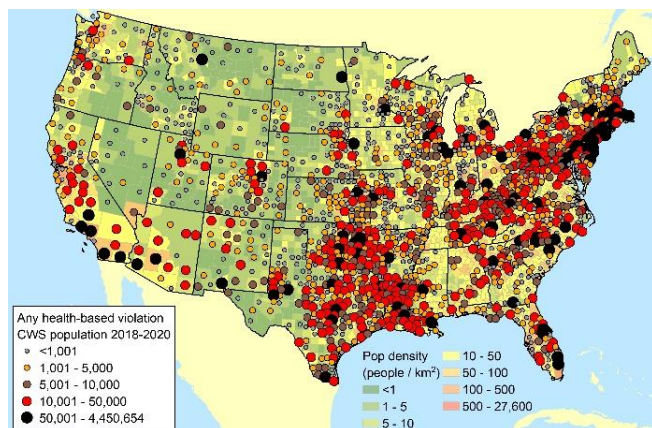 Any health-based violation
CWS population 2018-2020
<1,001
1,001 - 5,000
5,001 - 10,000
10,001 - 50,000
50,001 - 4,450,654
Pop density
(people / km²)
<1
1 - 5
5 - 10
10 - 50
50 - 100
100 - 500
500 - 27,600